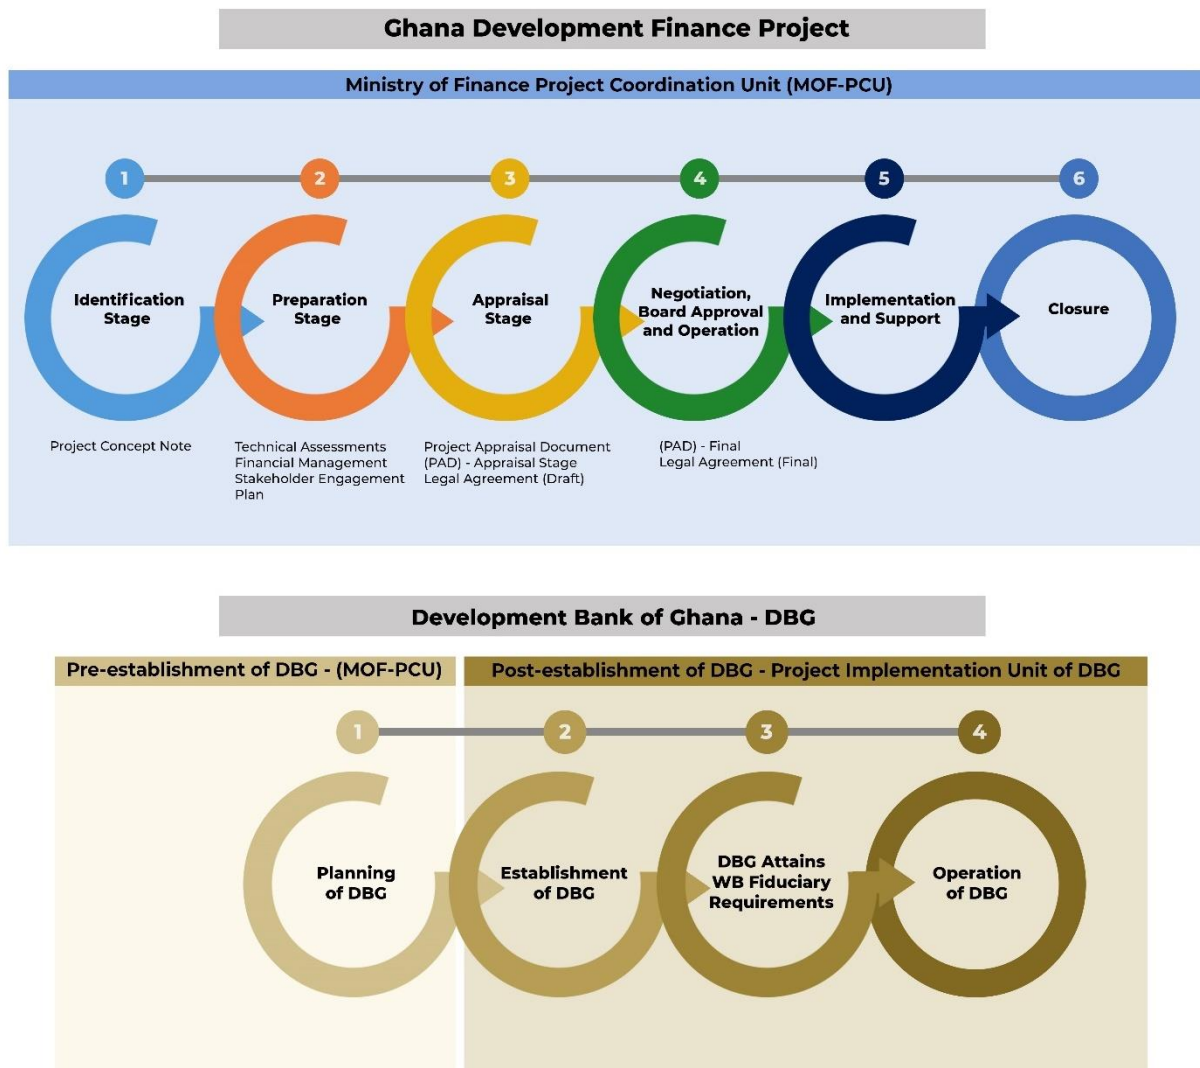 Ghana Development Finance Project
Ministry of Finance Project Coordination Unit (MOF-PCU)
1
2
3
4
5
6
Identification
Stage
Preparation
Stage
Appraisal
Stage
Negotiation,
Board Approval
and Operation
Implementation
and Support
Closure
Project Concept Note
Technical Assessments
Financial Management
Stakeholder Engagement
Plan
Project Appraisal Document
(PAD) - Appraisal Stage
Legal Agreement (Draft)
(PAD) - Final
Legal Agreement (Final)
Development Bank of Ghana - DBG
Pre-establishment of DBG - (MOF-PCU)
Post-establishment of DBG - Project Implementation Unit of DBG
1
2
3
4
Planning
of DBG
Establishment
of DBG
DBG Attains
WB Fiduciary
Requirements
Operation
of DBG